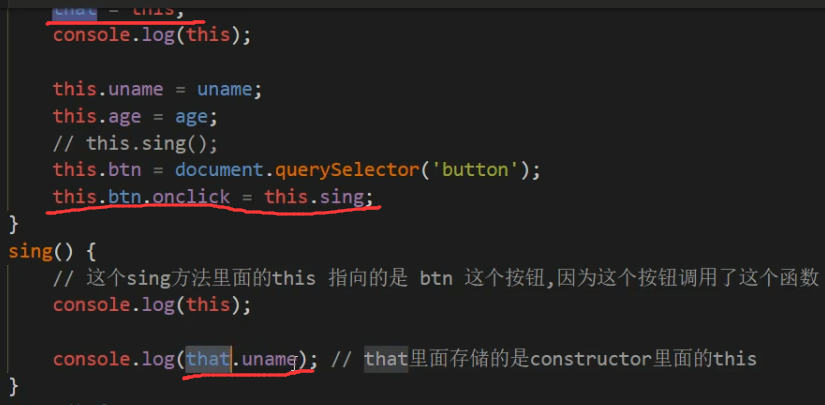 that = this;
console.log(this);
this.uname = uname;
this.age = age;
// this.sing();
this.btn = document.querySelector('button');
this.btn.onclick = this.sing;
}
sing() {
// 这个sing方法里面的this 指向的是 btn 这个按钮,因为这个按钮调用了这个函数
console.log(this);
console.log(that.uname); // that里面存储的是constructor里面的this
}